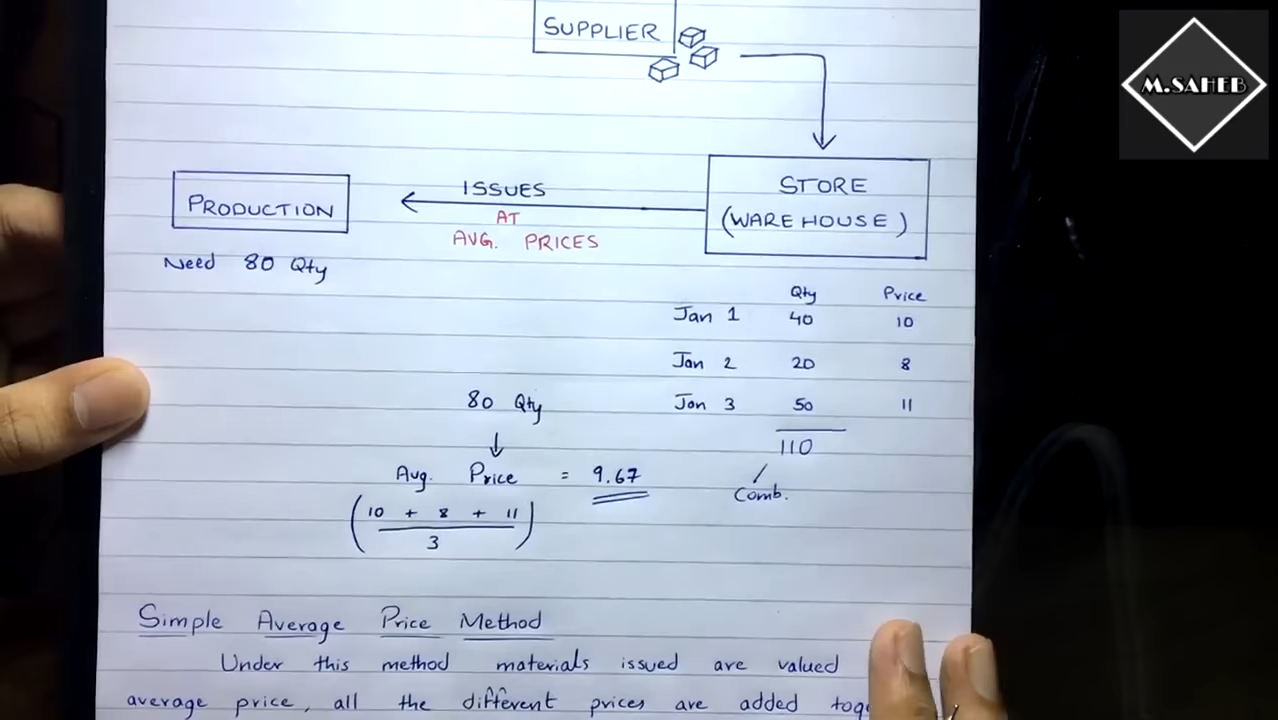 SUPPLIER
M.SAHEB
STORE
(WAREHOUSE)
ISSUES
AT
AVG. PRICES
PRODUCTION
Need 80 Qty
Qty Price
Jan 1 40 10
Jan 2 20 8
Jan 3 50 11
110
Comb.
80 Qty
↓
Avg. Price = 9.67
(10 + 8 + 11)
3
Simple Average Price Method
Under this method materials issued are valued
average price, all the different prices are added